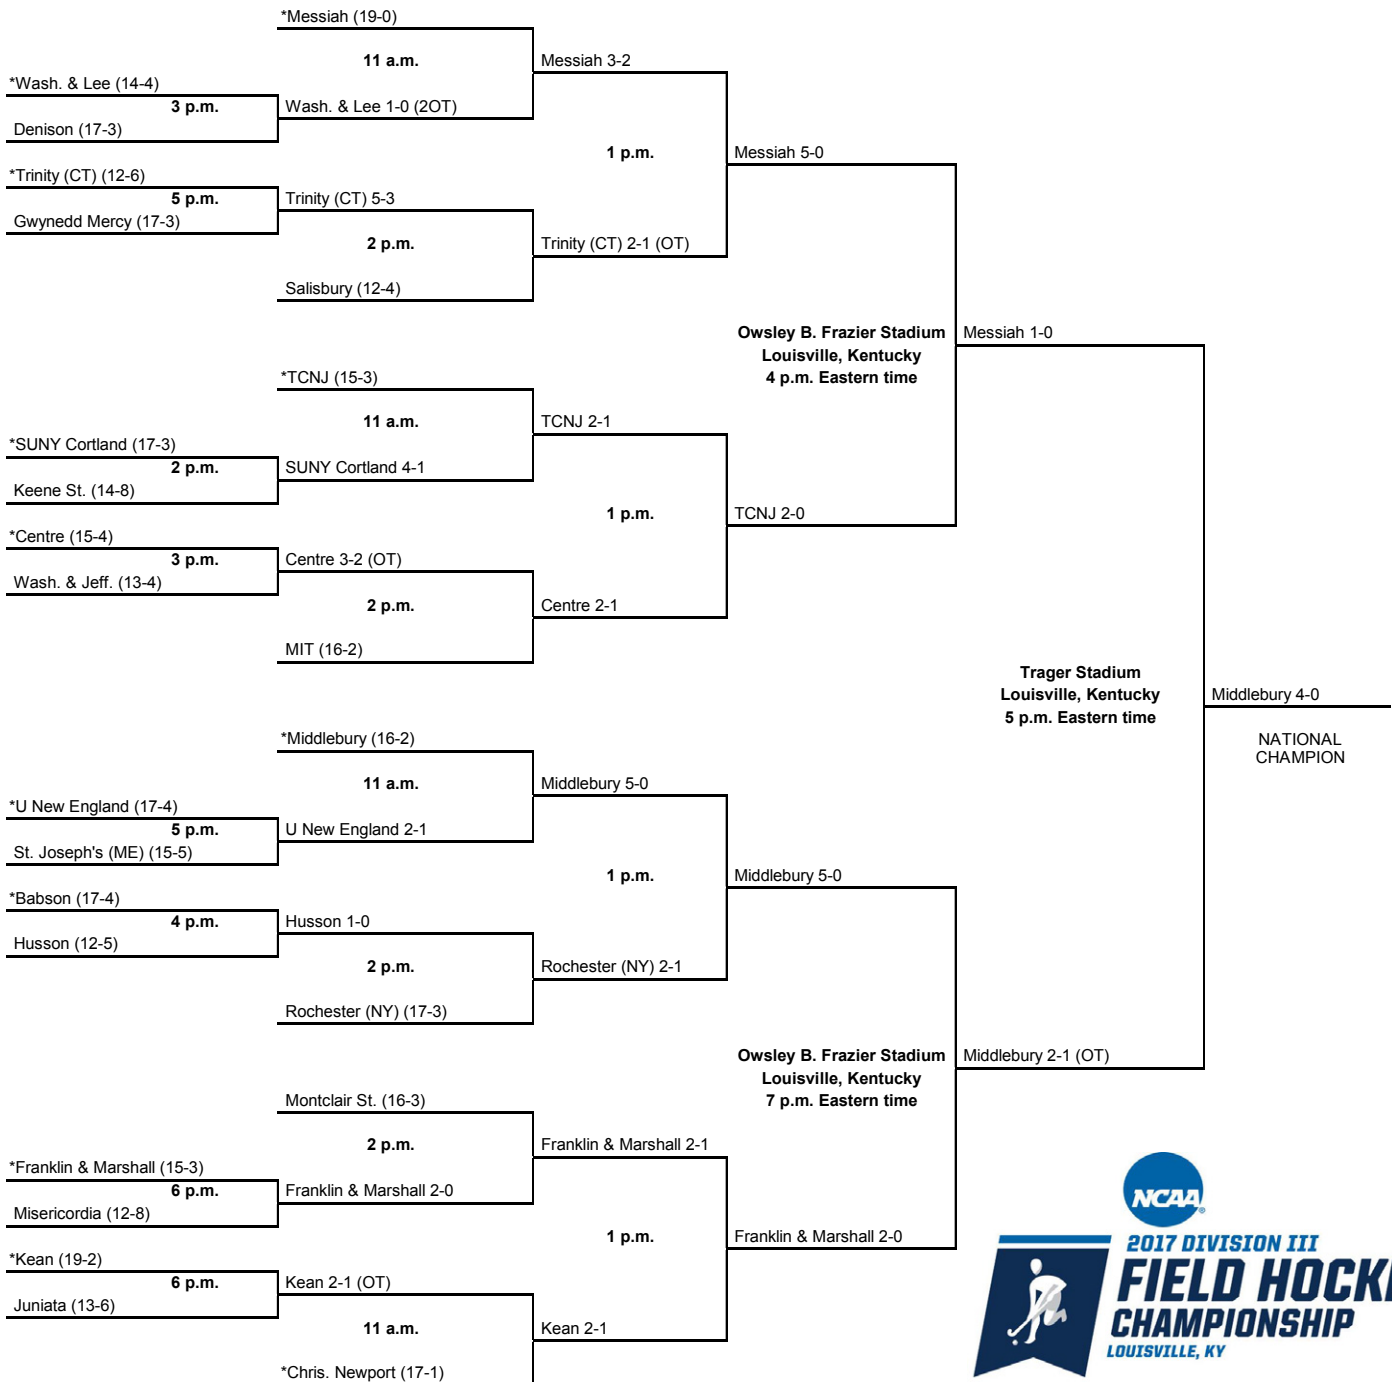 *Messiah (19-0)
11 a.m.
Messiah 3-2
*Wash. & Lee (14-4)
3 p.m.
Wash. & Lee 1-0 (2OT)
Denison (17-3)
1 p.m.
Messiah 5-0
*Trinity (CT) (12-6)
5 p.m.
Trinity (CT) 5-3
Gwynedd Mercy (17-3)
2 p.m.
Trinity (CT) 2-1 (OT)
Salisbury (12-4)
Owsley B. Frazier Stadium
Louisville, Kentucky
4 p.m. Eastern time
Messiah 1-0
*TCNJ (15-3)
11 a.m.
TCNJ 2-1
*SUNY Cortland (17-3)
2 p.m.
SUNY Cortland 4-1
Keene St. (14-8)
1 p.m.
TCNJ 2-0
*Centre (15-4)
3 p.m.
Centre 3-2 (OT)
Wash. & Jeff. (13-4)
2 p.m.
Centre 2-1
MIT (16-2)
Trager Stadium
Louisville, Kentucky
5 p.m. Eastern time
Middlebury 4-0
NATIONAL
CHAMPION
*Middlebury (16-2)
11 a.m.
Middlebury 5-0
*U New England (17-4)
5 p.m.
U New England 2-1
St. Joseph's (ME) (15-5)
1 p.m.
Middlebury 5-0
*Babson (17-4)
4 p.m.
Husson 1-0
Husson (12-5)
2 p.m.
Rochester (NY) 2-1
Rochester (NY) (17-3)
Owsley B. Frazier Stadium
Louisville, Kentucky
7 p.m. Eastern time
Middlebury 2-1 (OT)
Montclair St. (16-3)
2 p.m.
Franklin & Marshall 2-1
*Franklin & Marshall (15-3)
6 p.m.
Franklin & Marshall 2-0
Misericordia (12-8)
1 p.m.
Franklin & Marshall 2-0
*Kean (19-2)
6 p.m.
Kean 2-1 (OT)
Juniata (13-6)
11 a.m.
Kean 2-1
*Chris. Newport (17-1)
NCAA
2017 DIVISION III
FIELD HOCKE
CHAMPIONSHIP
LOUISVILLE, KY